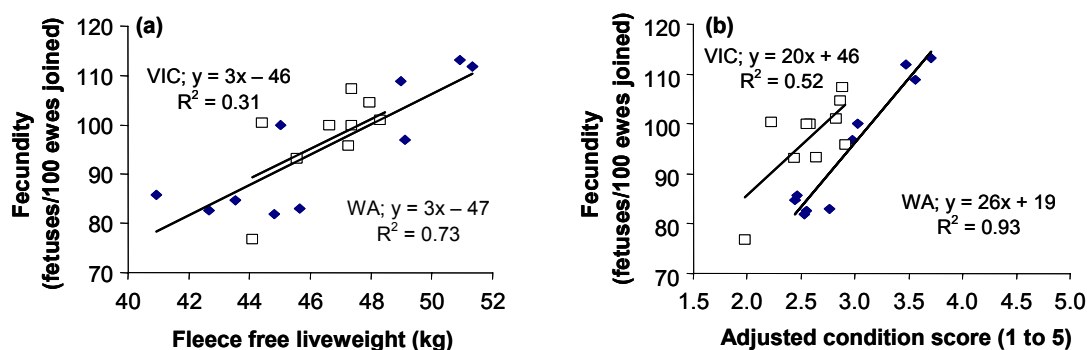 (a)
Fecundity
(fetuses/100 ewes joined)
120
110
100
90
80
70
VIC; y = 3x – 46
R² = 0.31
WA; y = 3x – 47
R² = 0.73
40
42
44
46
48
50
52
Fleece free liveweight (kg)
(b)
Fecundity
(fetuses/100 ewes joined)
120
110
100
90
80
70
VIC; y = 20x + 46
R² = 0.52
WA; y = 26x + 19
R² = 0.93
1.5
2.0
2.5
3.0
3.5
4.0
4.5
5.0
Adjusted condition score (1 to 5)